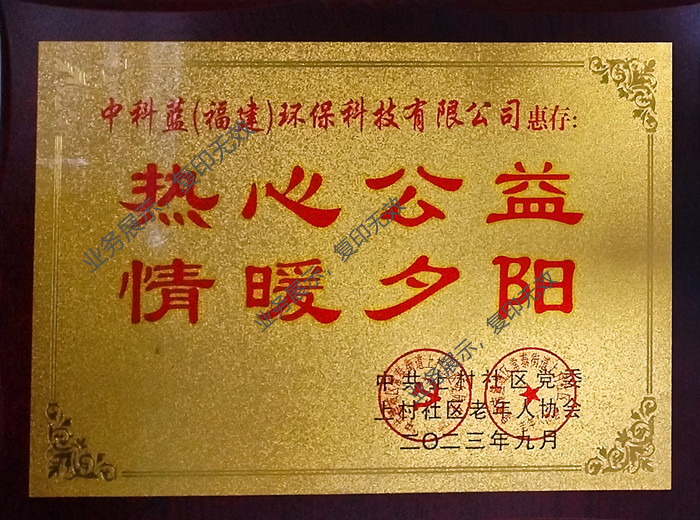 中科蓝(福建)环保科技有限公司惠存:
热心公益
情暖夕阳
中共上村社区党委
上村社区老年人协会
二〇二三年九月
业务展示，复印无效
业务展示，复印无效
业务展示，复印无效